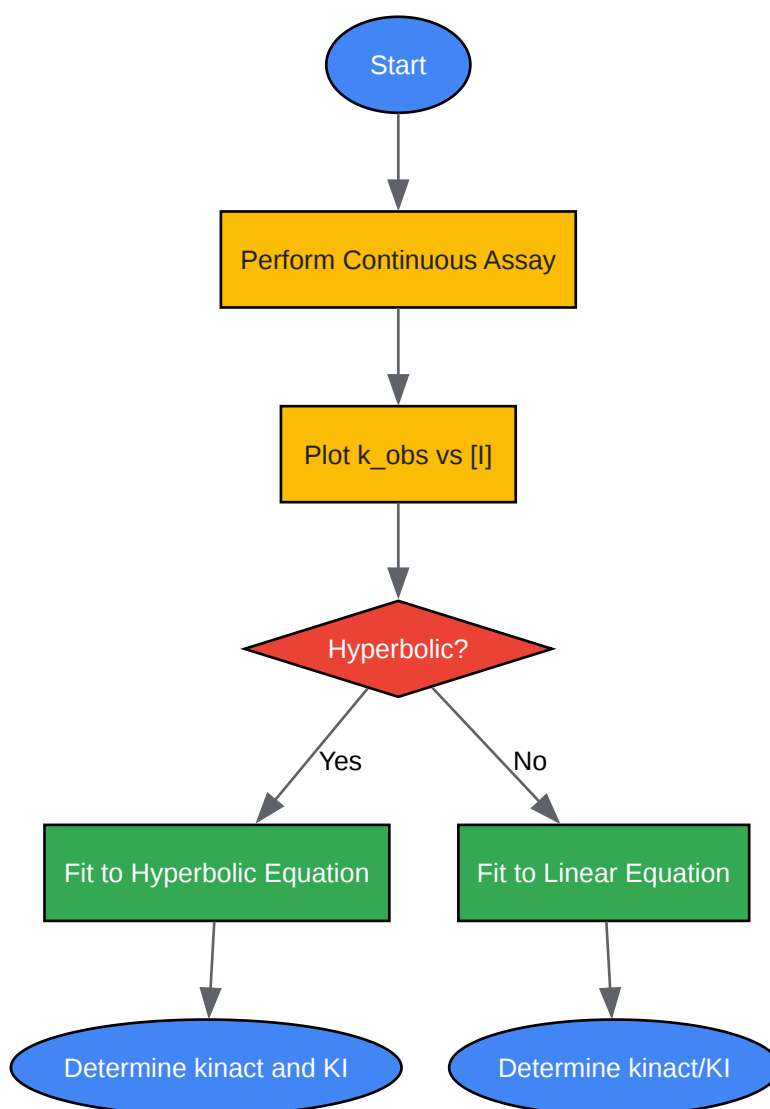 Start
Perform Continuous Assay
Plot k_obs vs [I]
Hyperbolic?
Yes
No
Fit to Hyperbolic Equation
Fit to Linear Equation
Determine kinact and KI
Determine kinact/KI